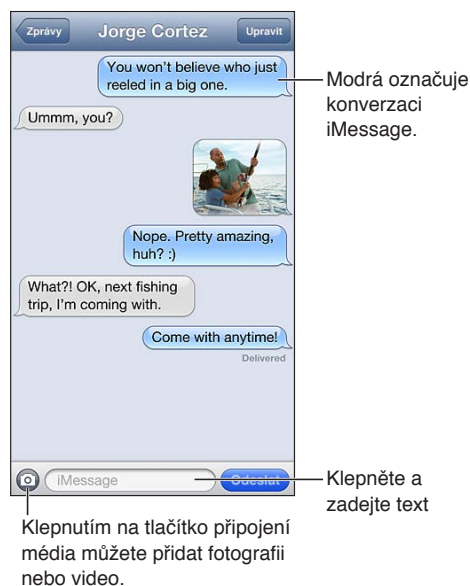 Zprávy
Jorge Cortez
Upravit
You won't believe who just
reeled in a big one.
Modrá označuje
konverzaci
iMessage.
Ummm, you?
Nope. Pretty amazing,
huh? :)
What?! OK, next fishing
trip, I'm coming with.
Come with anytime!
Delivered
iMessage
Odeslat
Klepněte a
zadejte text
Klepnutím na tlačítko připojení
média můžete přidat fotografii
nebo video.